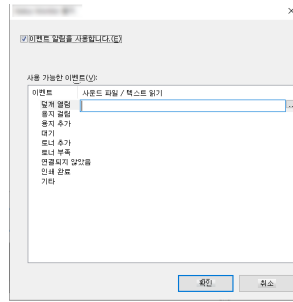 이벤트 알림을 사용합니다.(E)
사용 가능한 이벤트(V):
이벤트 사운드 파일 / 텍스트 읽기
덮개 열림
용지 걸림
용지 추가
대기
토너 추가
토너 부족
연결되지 않았음
인쇄 완료
기타
확인 취소